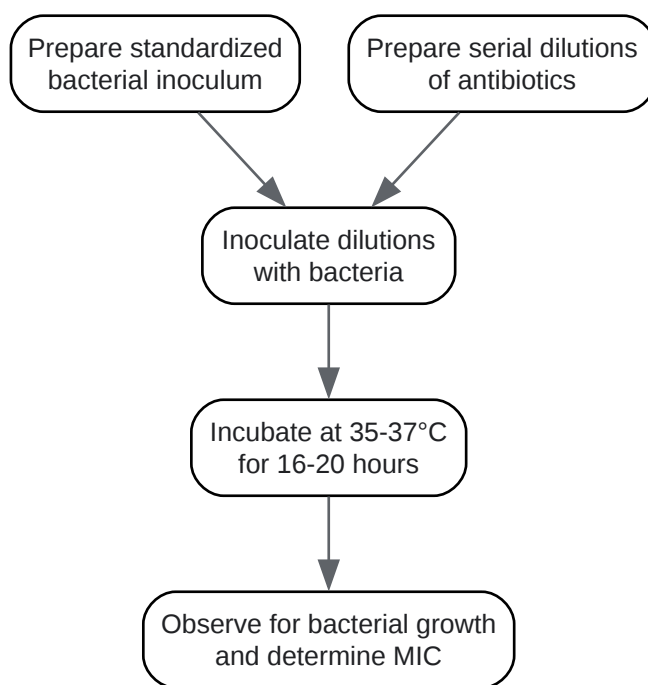 Prepare standardized
bacterial inoculum
Prepare serial dilutions
of antibiotics
Inoculate dilutions
with bacteria
Incubate at 35-37°C
for 16-20 hours
Observe for bacterial growth
and determine MIC